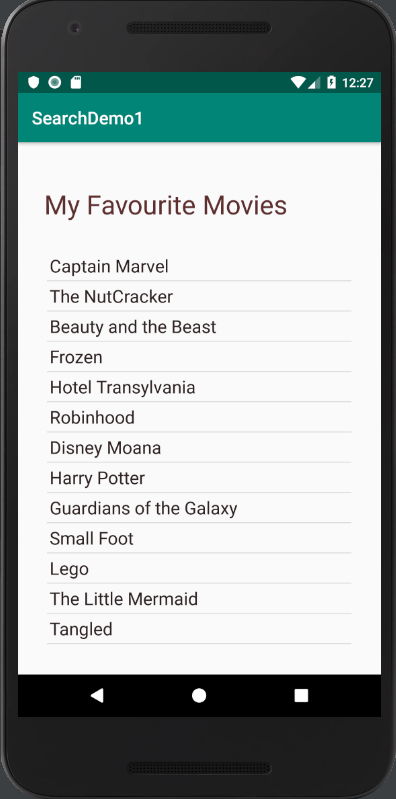 12:27
SearchDemo1
My Favourite Movies
Captain Marvel
The NutCracker
Beauty and the Beast
Frozen
Hotel Transylvania
Robinhood
Disney Moana
Harry Potter
Guardians of the Galaxy
Small Foot
Lego
The Little Mermaid
Tangled